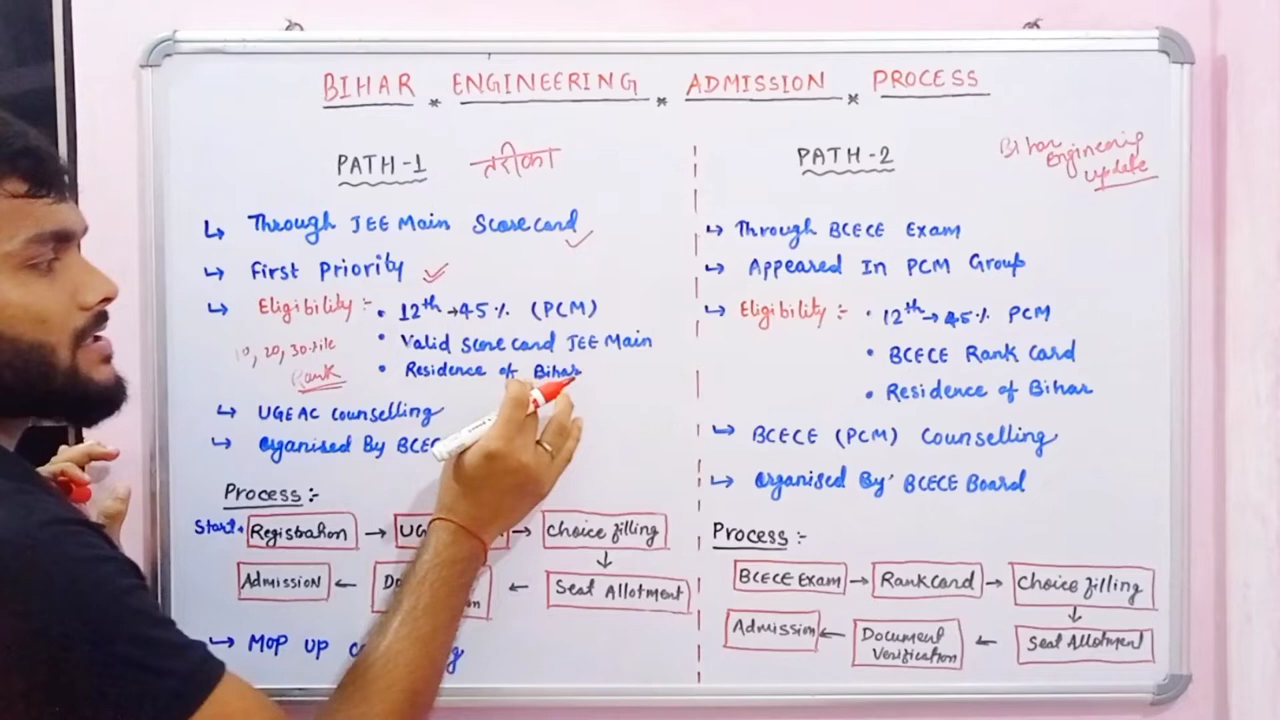 BIHAR * ENGINEERING * ADMISSION * PROCESS
PATH-1 तरीका
↳ Through JEE Main Scorecard ✓
↳ First Priority ✓
↳ Eligibility :- • 12th → 45% (PCM)
• Valid Scorecard JEE Main
10, 20, 30%ile
Rank
• Residence of Bihar
↳ UGEAC Counselling
↳ Organised By
Process :-
Start • Registration → → Choice filling
↓
Admission ← ← Seat Allotment
↳ MOP UP
PATH-2
Bihar
Engineering
Update
↳ Through BCECE Exam
↳ Appeared In PCM Group
↳ Eligibility :- • 12th → 45% PCM
• BCECE Rank Card
• Residence of Bihar
↳ BCECE (PCM) Counselling
↳ Organised By BCECE Board
Process :-
BCECE Exam → Rank Card → Choice filling
↓
Admission ← Document Verification ← Seat Allotment